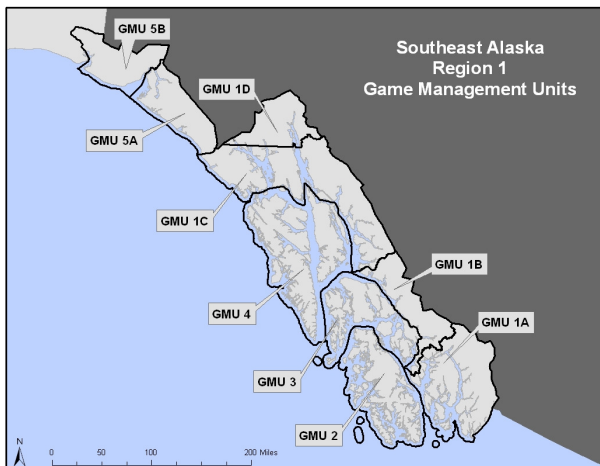 GMU 5B
Southeast Alaska
Region 1
Game Management Units
GMU 1D
GMU 5A
GMU 1C
GMU 1B
GMU 4
GMU 1A
GMU 3
GMU 2
N
0 50 100 200 Miles